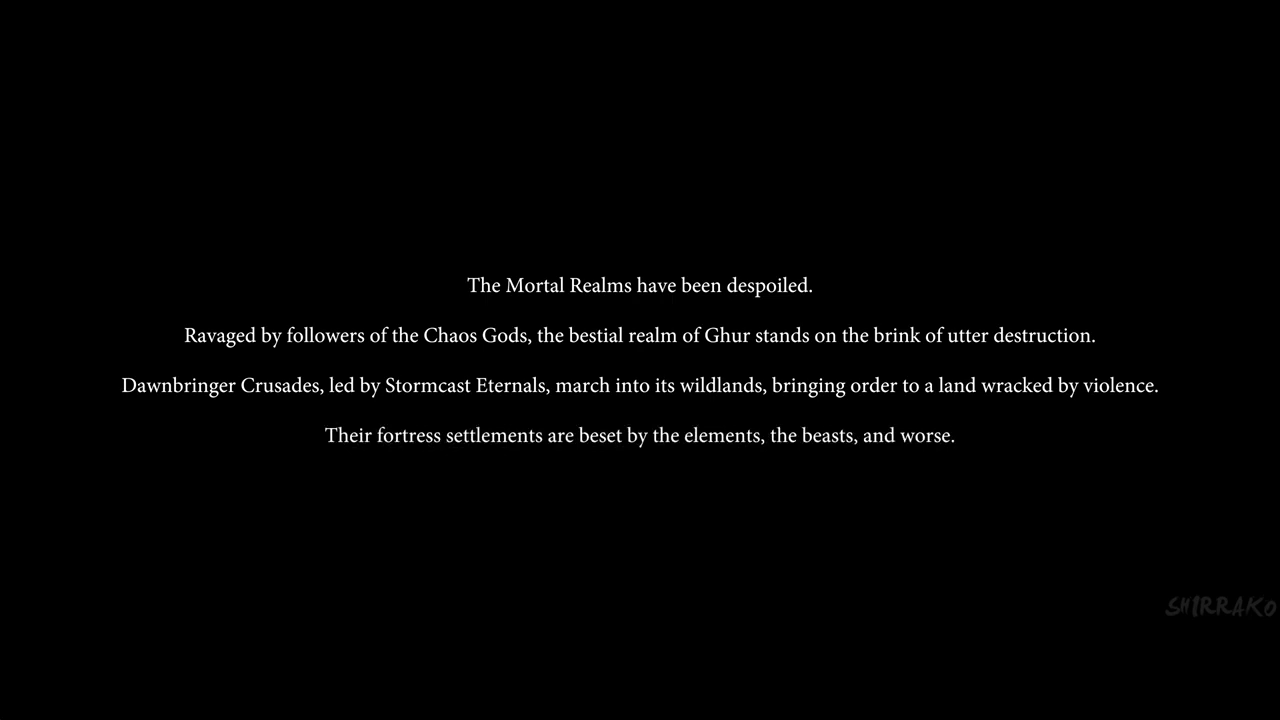 The Mortal Realms have been despoiled.
Ravaged by followers of the Chaos Gods, the bestial realm of Ghur stands on the brink of utter destruction.
Dawnbringer Crusades, led by Stormcast Eternals, march into its wildlands, bringing order to a land wracked by violence.
Their fortress settlements are beset by the elements, the beasts, and worse.
SHIRRAKO